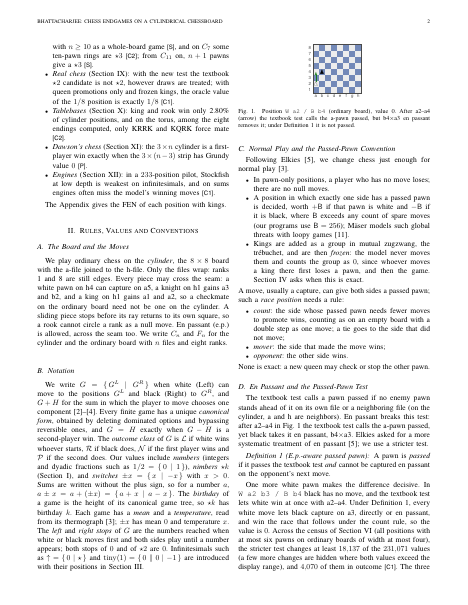 BHATTACHARJEE: CHESS ENDGAMES ON A CYLINDRICAL CHESSBOARD
2
with n ≥ 10 as a whole-board game [S], and on C₇ some
ten-pawn rings are ∗3 [C2], from C₁₁ on, n + 1 pawns
give a ∗3 [S].
• Real chess (Section IX): with the new test the textbook
∗2 candidate is not ∗2, however draws are treated; with
queen promotions only and frozen kings, the oracle value
of the 1/8 position is exactly 1/8 [C1].
• Tablebases (Section X): king and rook win only 2.80%
of cylinder positions, and on the torus, among the eight
endings computed, only KRRK and KQRK force mate
[C2].
• Dawson's chess (Section XI): the 3×n cylinder is a first-
player win exactly when the 3×(n−3) strip has Grundy
value 0 [P].
• Engines (Section XII): in a 233-position pilot, Stockfish
at low depth is weakest on infinitesimals, and on sums
engines often miss the model's winning moves [C1].
The Appendix gives the FEN of each position with kings.
II. RULES, VALUES AND CONVENTIONS
A. The Board and the Moves
We play ordinary chess on the cylinder, the 8 × 8 board
with the a-file joined to the h-file. Only the files wrap: ranks
1 and 8 are still edges. Every piece may cross the seam: a
white pawn on h4 can capture on a5, a knight on h1 gains a3
and b2, and a king on h1 gains a1 and a2, so a checkmate
on the ordinary board need not be one on the cylinder. A
sliding piece stops before its ray returns to its own square, so
a rook cannot circle a rank as a null move. En passant (e.p.)
is allowed, across the seam too. We write Cₙ and Fₙ for the
cylinder and the ordinary board with n files and eight ranks.
B. Notation
We write G = {Gᴸ | Gᴿ} when white (Left) can
move to the positions Gᴸ and black (Right) to Gᴿ, and
G + H for the sum in which the player to move chooses one
component [2]–[4]. Every finite game has a unique canonical
form, obtained by deleting dominated options and bypassing
reversible ones, and G = H exactly when G − H is a
second-player win. The outcome class of G is ℒ if white wins
whoever starts, ℛ if black does, 𝒩 if the first player wins and
𝒫 if the second does. Our values include numbers (integers
and dyadic fractions such as 1/2 = {0 | 1}), nimbers ∗k
(Section I), and switches ±x = {x | −x} with x > 0.
Sums are written without the plus sign, so for a number a,
a ± x = a + (±x) = {a + x | a − x}. The birthday of
a game is the height of its canonical game tree, so ∗k has
birthday k. Each game has a mean and a temperature, read
from its thermograph [3]; ±x has mean 0 and temperature x.
The left and right stops of G are the numbers reached when
white or black moves first and both sides play until a number
appears; both stops of 0 and of ∗2 are 0. Infinitesimals such
as ↑ = {0 | ∗} and tiny(1) = {0 ‖ 0 | −1} are introduced
with their positions in Section III.
Fig. 1. Position W a2 / B b4 (ordinary board), value 0. After a2–a4
(arrow) the textbook test calls the a-pawn passed, but b4×a3 en passant
removes it; under Definition 1 it is not passed.
C. Normal Play and the Passed-Pawn Convention
Following Elkies [5], we change chess just enough for
normal play [3].
• In pawn-only positions, a player who has no move loses;
there are no null moves.
• A position in which exactly one side has a passed pawn
is decided, worth +B if that pawn is white and −B if
it is black, where B exceeds any count of spare moves
(our programs use B = 256); Mäser models such global
threats with loopy games [11].
• Kings are added as a group in mutual zugzwang, the
trébuchet, and are then frozen: the model never moves
them and counts the group as 0, since whoever moves
a king there first loses a pawn, and then the game.
Section IV asks when this is exact.
A move, usually a capture, can give both sides a passed pawn;
such a race position needs a rule:
• count: the side whose passed pawn needs fewer moves
to promote wins, counting as on an empty board with a
double step as one move; a tie goes to the side that did
not move;
• mover: the side that made the move wins;
• opponent: the other side wins.
None is exact: a new queen may check or stop the other pawn.
D. En Passant and the Passed-Pawn Test
The textbook test calls a pawn passed if no enemy pawn
stands ahead of it on its own file or a neighboring file (on the
cylinder, a and h are neighbors). En passant breaks this test:
after a2–a4 in Fig. 1 the textbook test calls the a-pawn passed,
yet black takes it en passant, b4×a3. Elkies asked for a more
systematic treatment of en passant [5]; we use a stricter test.
Definition 1 (E.p.-aware passed pawn): A pawn is passed
if it passes the textbook test and cannot be captured en passant
on the opponent's next move.
One more white pawn makes the difference decisive. In
W a2 b3 / B b4 black has no move, and the textbook test
lets white win at once with a2–a4. Under Definition 1, every
white move lets black capture on a3, directly or en passant,
and win the race that follows under the count rule, so the
value is 0. Across the census of Section VI (all positions with
at most six pawns on ordinary boards of width at most four),
the stricter test changes at least 18,137 of the 231,071 values
(a few more changes are hidden where both values exceed the
display range), and 4,070 of them in outcome [C1]. The three